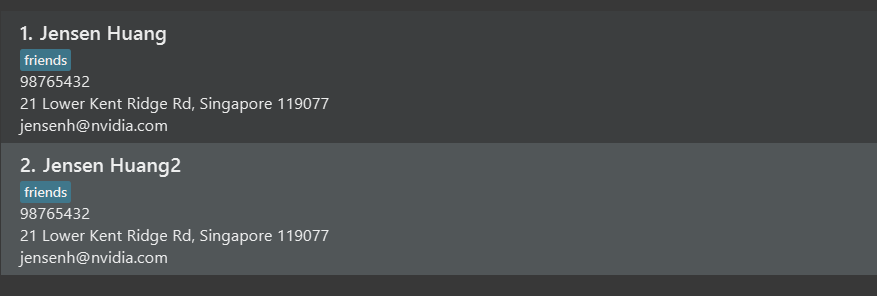 1. Jensen Huang
friends
98765432
21 Lower Kent Ridge Rd, Singapore 119077
jensenh@nvidia.com
2. Jensen Huang2
friends
98765432
21 Lower Kent Ridge Rd, Singapore 119077
jensenh@nvidia.com